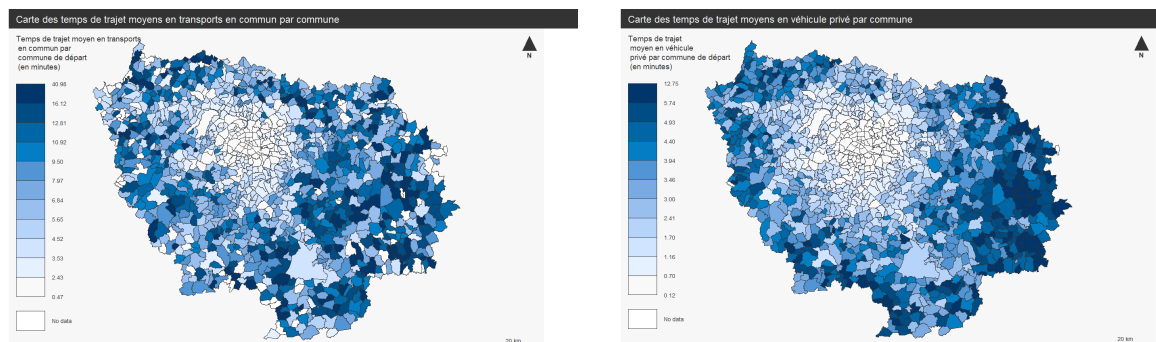 Carte des temps de trajet moyens en transports en commun par commune
Temps de trajet moyen en transports
en commun par
commune de départ
(en minutes)
40.98
16.12
12.81
10.92
9.50
7.97
6.84
5.65
4.52
3.53
2.43
0.47
No data
N
20 km
Carte des temps de trajet moyens en véhicule privé par commune
Temps de trajet
moyen en véhicule
privé par commune de départ
(en minutes)
12.75
5.74
4.93
4.40
3.94
3.46
3.00
2.41
1.70
1.16
0.70
0.12
No data
N
20 km